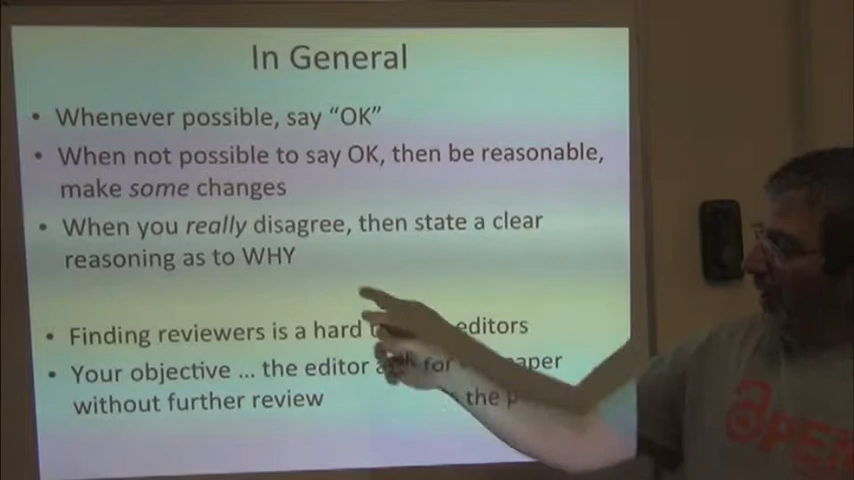 In General
• Whenever possible, say “OK”
• When not possible to say OK, then be reasonable,
make some changes
• When you really disagree, then state a clear
reasoning as to WHY
• Finding reviewers is a hard editors
• Your objective … the editor for paper
without further review the
OPEN